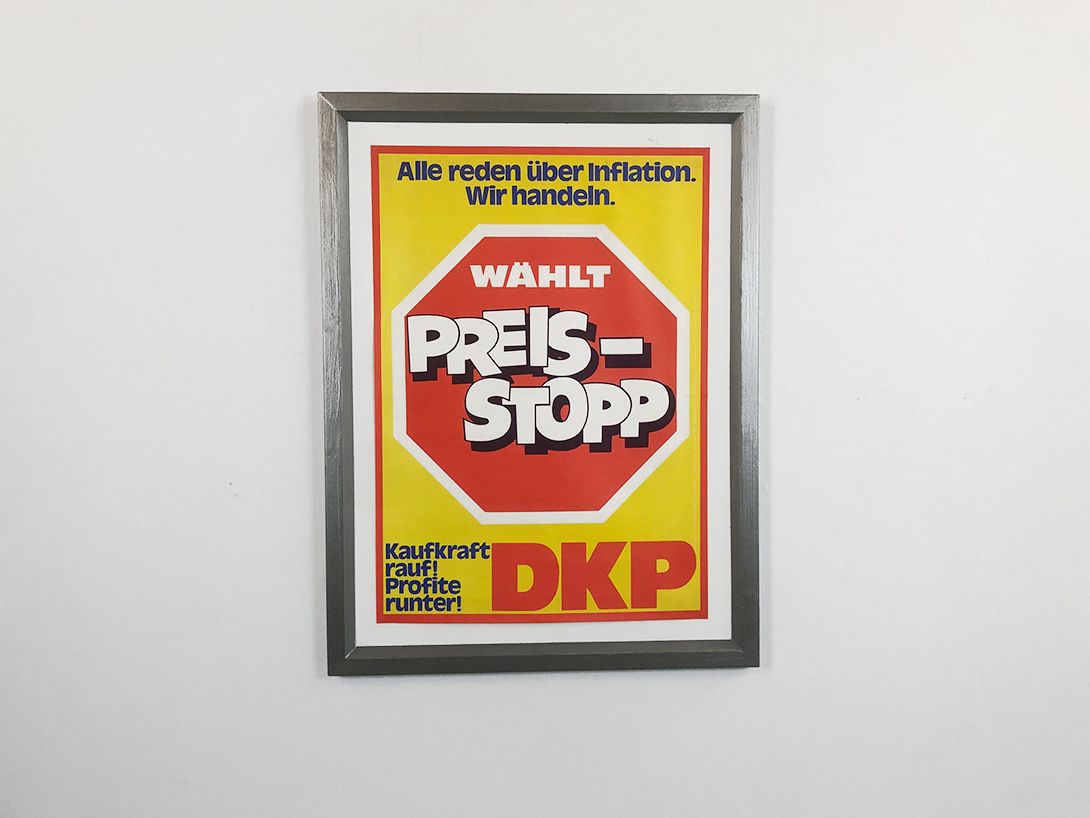 Alle reden über Inflation.
Wir handeln.
WÄHLT
PREIS-
STOPP
Kaufkraft
rauf!
Profite
runter!
DKP